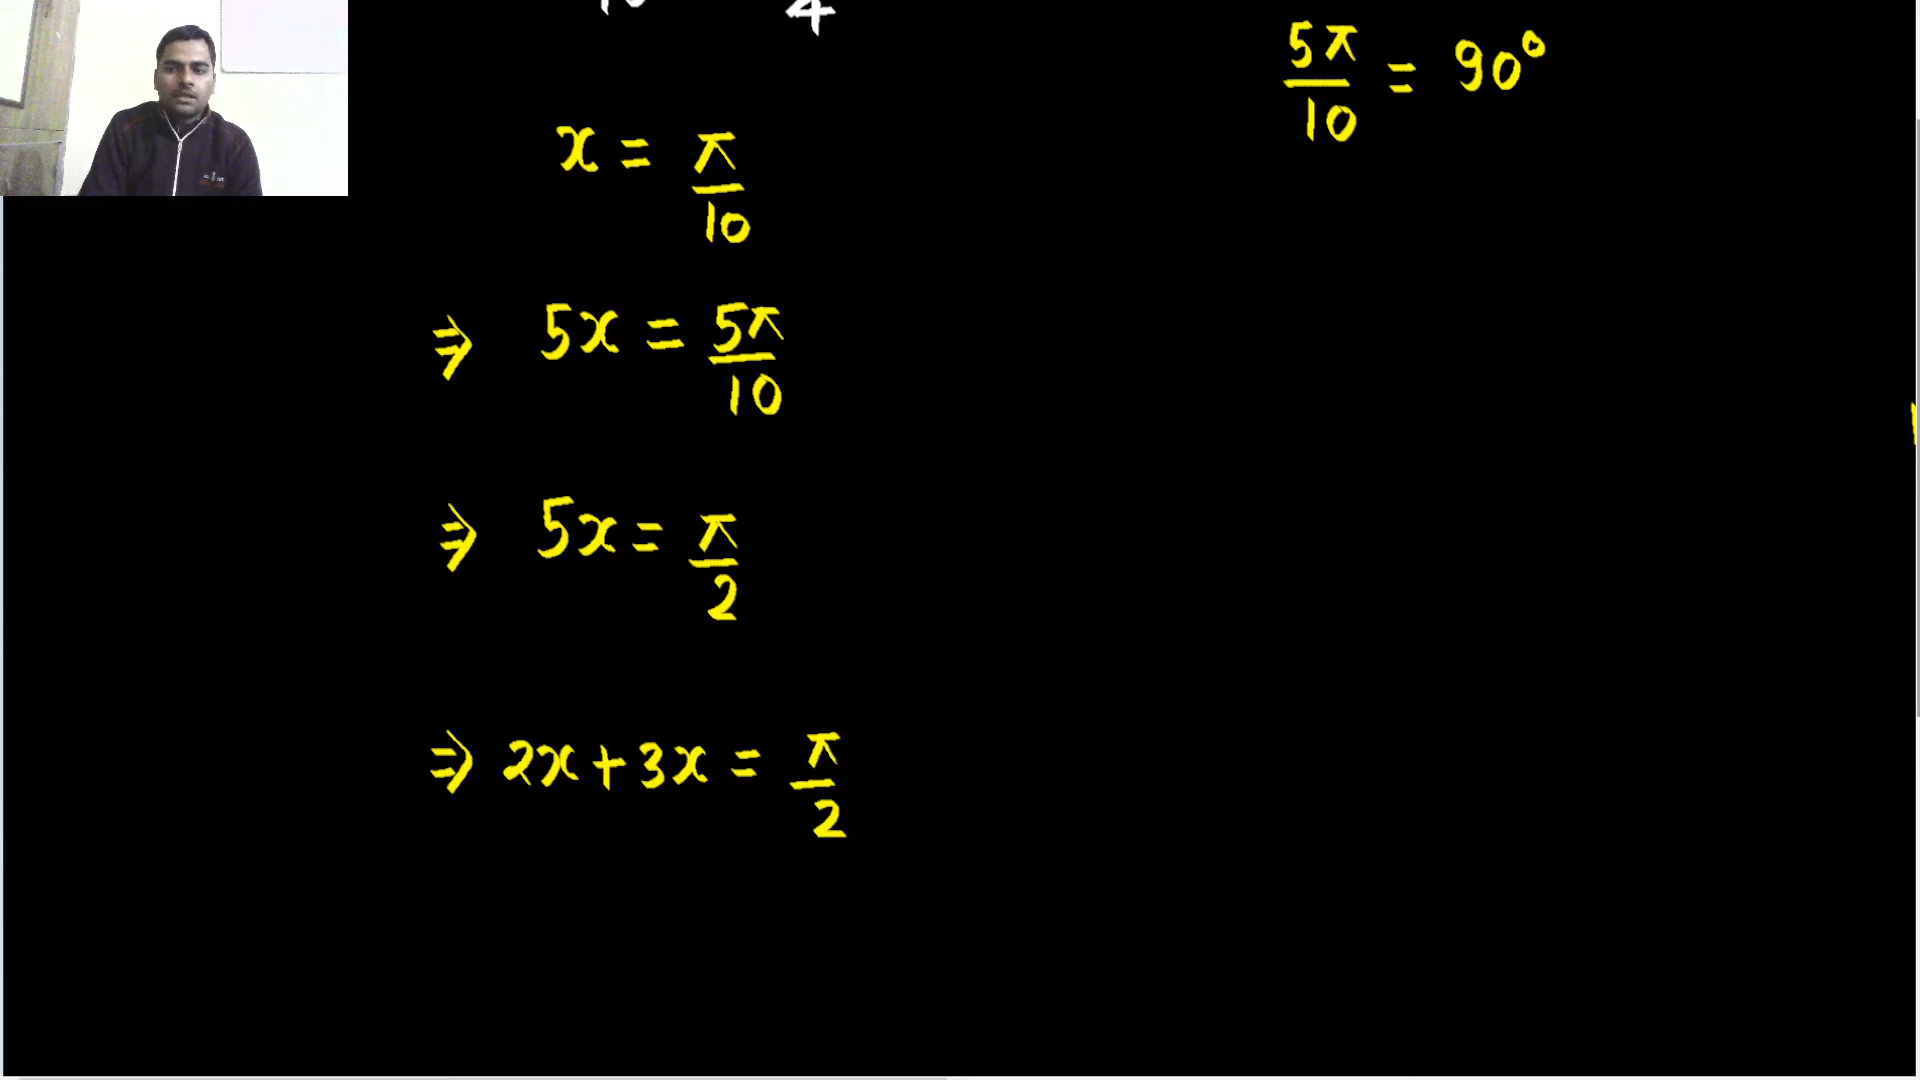 x = π/10
5π/10 = 90°
⇒ 5x = 5π/10
⇒ 5x = π/2
⇒ 2x + 3x = π/2